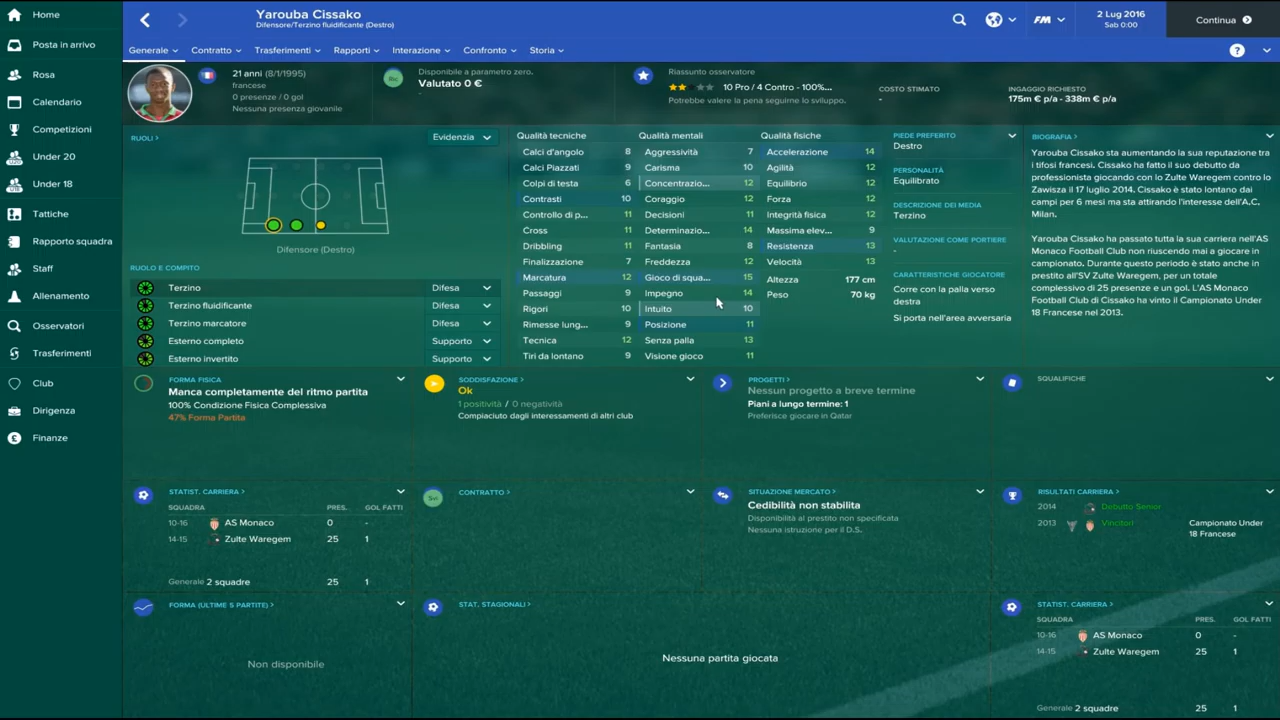 Home
Posta in arrivo
Rosa
Calendario
Competizioni
Under 20
Under 18
Tattiche
Rapporto squadra
Staff
Allenamento
Osservatori
Trasferimenti
Club
Dirigenza
Finanze
Yarouba Cissako
Difensore/Terzino fluidificante (Destro)
FM
2 Lug 2016
Sab 0:00
Continua
Generale
Contratto
Trasferimenti
Rapporti
Interazione
Confronto
Storia
?
21 anni (8/1/1995)
francese
0 presenze / 0 gol
Nessuna presenza giovanile
Disponibile a parametro zero.
Valutato 0 €
-
Riassunto osservatore
10 Pro / 4 Contro - 100%...
Potrebbe valere la pena seguirne lo sviluppo.
COSTO STIMATO
-
INGAGGIO RICHIESTO
175m € p/a - 338m € p/a
RUOLI >
Evidenzia
Difensore (Destro)
RUOLO E COMPITO
Terzino Difesa
Terzino fluidificante Difesa
Terzino marcatore Difesa
Esterno completo Supporto
Esterno invertito Supporto
Qualità tecniche
Calci d'angolo 8
Calci Piazzati 9
Colpi di testa 6
Contrasti 10
Controllo di p... 11
Cross 11
Dribbling 11
Finalizzazione 7
Marcatura 12
Passaggi 9
Rigori 10
Rimesse lung... 9
Tecnica 12
Tiri da lontano 9
Qualità mentali
Aggressività 7
Carisma 10
Concentrazio... 12
Coraggio 12
Decisioni 11
Determinazio... 14
Fantasia 8
Freddezza 12
Gioco di squa... 15
Impegno 14
Intuito 10
Posizione 11
Senza palla 13
Visione gioco 11
Qualità fisiche
Accelerazione 14
Agilità 12
Equilibrio 12
Forza 12
Integrità fisica 12
Massima elev... 9
Resistenza 13
Velocità 13
Altezza 177 cm
Peso 70 kg
PIEDE PREFERITO
Destro
PERSONALITÀ
Equilibrato
DESCRIZIONE DEI MEDIA
Terzino
VALUTAZIONE COME PORTIERE
-
CARATTERISTICHE GIOCATORE
Corre con la palla verso
destra
Si porta nell'area avversaria
BIOGRAFIA >
Yarouba Cissako sta aumentando la sua reputazione tra
i tifosi francesi. Cissako ha fatto il suo debutto da
professionista giocando con lo Zulte Waregem contro lo
Zawisza il 17 luglio 2014. Cissako è stato lontano dai
campi per 6 mesi ma sta attirando l'interesse dell'A.C.
Milan.
Yarouba Cissako ha passato tutta la sua carriera nell'AS
Monaco Football Club non riuscendo mai a giocare in
campionato. Durante questo periodo è stato anche in
prestito all'SV Zulte Waregem, per un totale
complessivo di 25 presenze e un gol. L'AS Monaco
Football Club di Cissako ha vinto il Campionato Under
18 Francese nel 2013.
FORMA FISICA
Manca completamente del ritmo partita
100% Condizione Fisica Complessiva
47% Forma Partita
SODDISFAZIONE >
Ok
1 positività / 0 negatività
Compiaciuto dagli interessamenti di altri club
PROGETTI >
Nessun progetto a breve termine
Piani a lungo termine: 1
Preferisce giocare in Qatar
SQUALIFICHE
STATIST. CARRIERA >
SQUADRA PRES. GOL FATTI
10-16 AS Monaco 0 -
14-15 Zulte Waregem 25 1
Generale 2 squadre 25 1
Svi
CONTRATTO >
SITUAZIONE MERCATO >
Cedibilità non stabilita
Disponibilità al prestito non specificata
Nessuna istruzione per il D.S.
RISULTATI CARRIERA >
2014 Debutto Senior
2013 Vincitori Campionato Under
18 Francese
FORMA (ULTIME 5 PARTITE) >
Non disponibile
STAT. STAGIONALI >
Nessuna partita giocata
STATIST. CARRIERA >
SQUADRA PRES. GOL FATTI
10-16 AS Monaco 0 -
14-15 Zulte Waregem 25 1
Generale 2 squadre 25 1